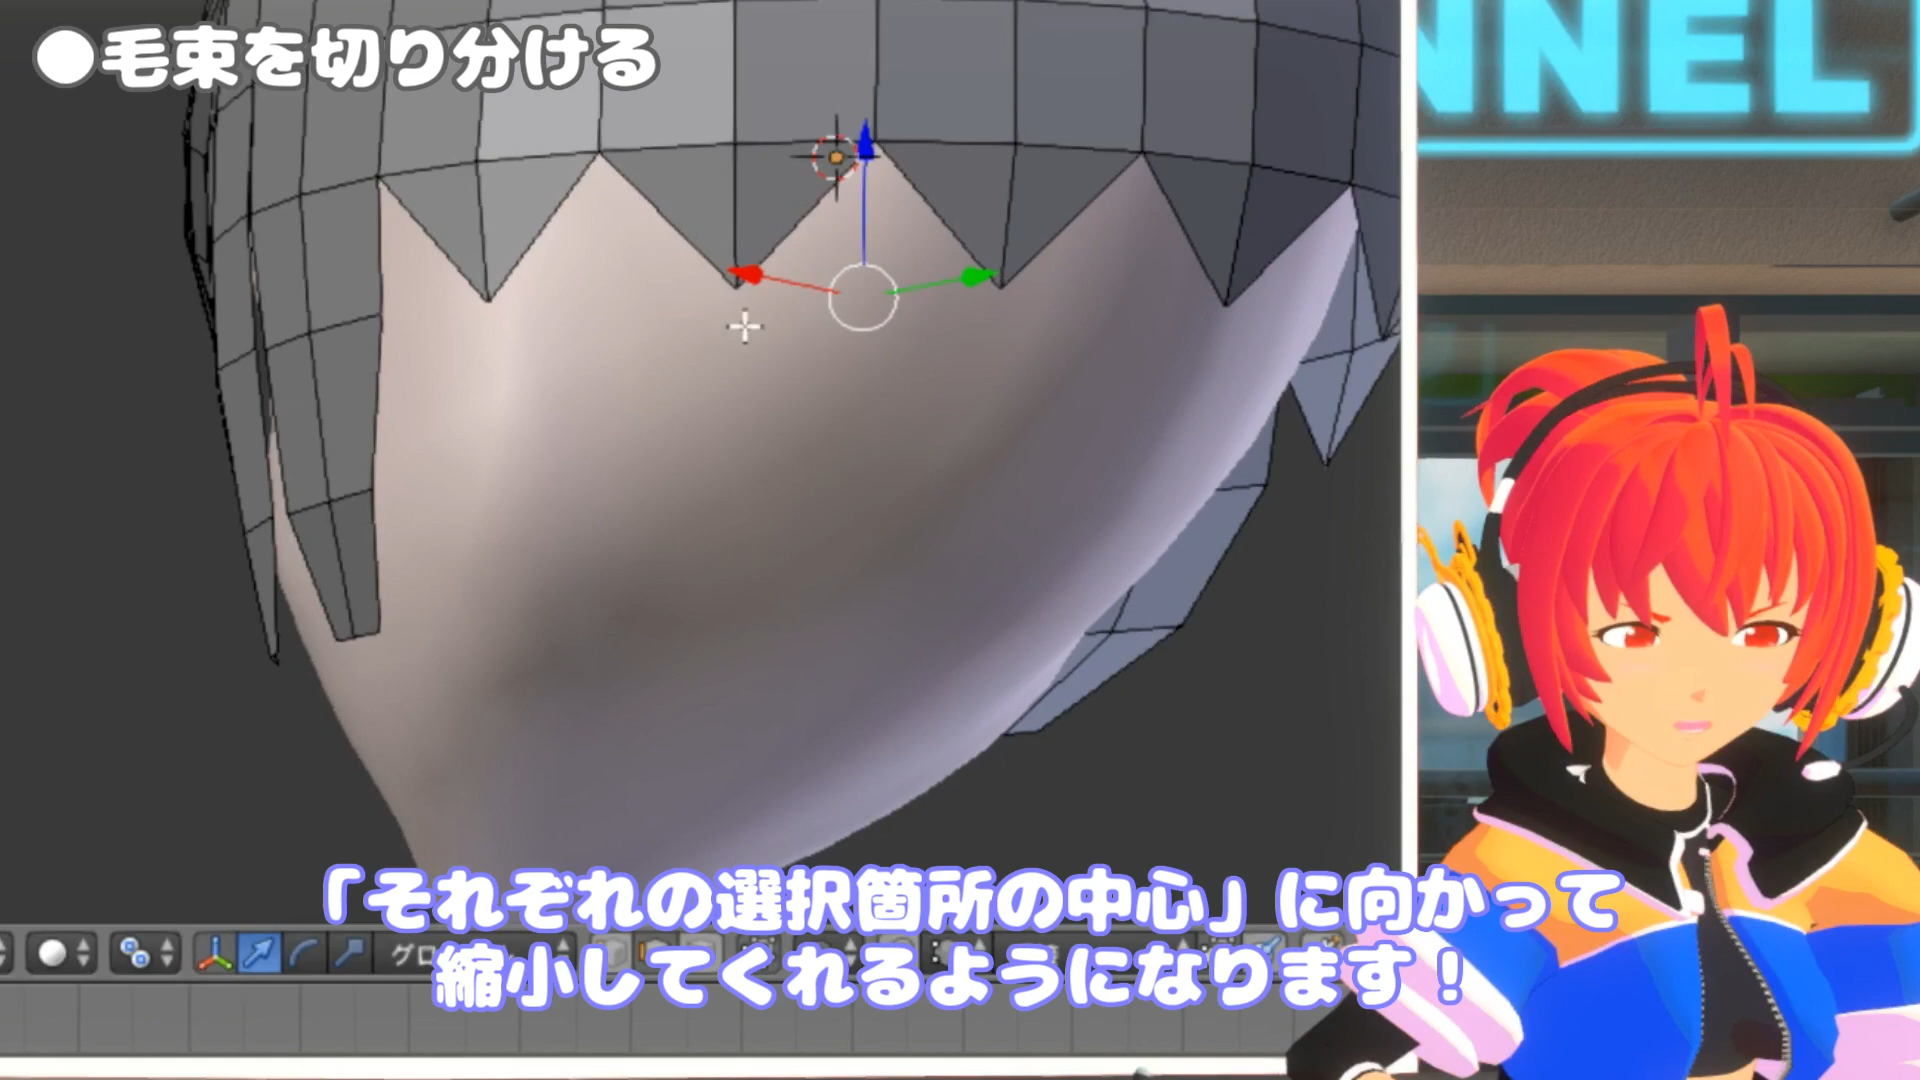 ●毛束を切り分ける
NNEL
「それぞれの選択箇所の中心」に向かって
グロ
縮小してくれるようになります！